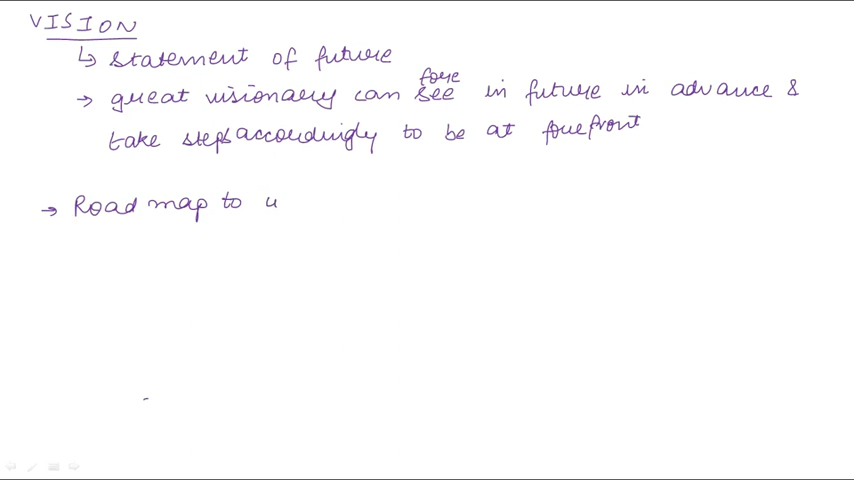 VISION
↳ statement of future
→ great visionary can foresee in future in advance &
take steps accordingly to be at forefront
→ Road map to u